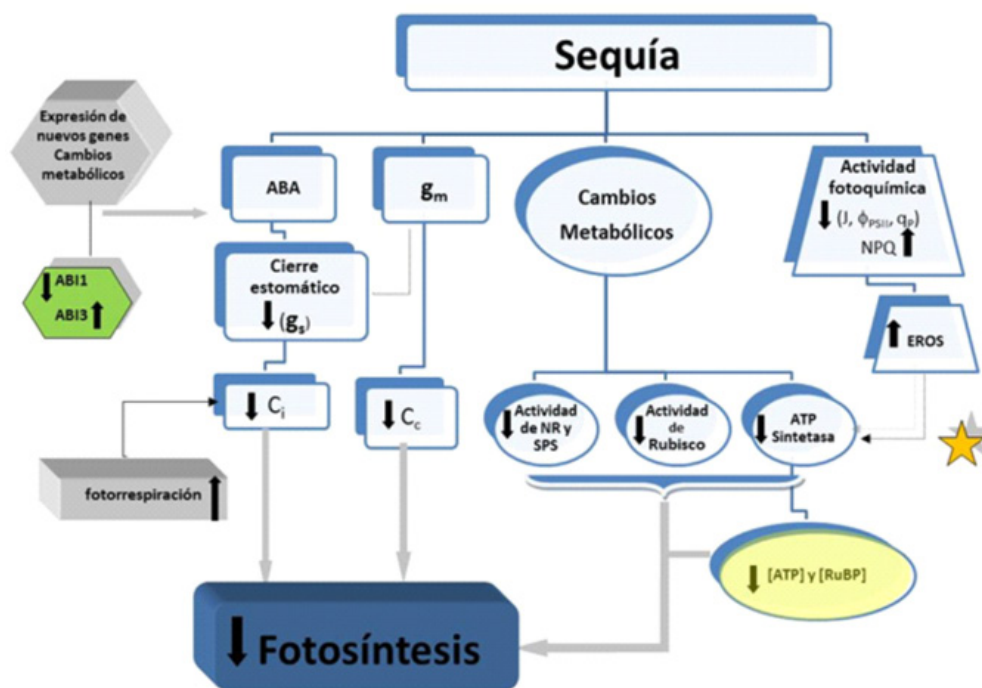 Sequía
Expresión de
nuevos genes
Cambios
metabólicos
ABI1
ABI3
ABA
gₘ
Cambios
Metabólicos
Actividad
fotoquímica
(J, ϕPSII, qP)
NPQ
Cierre
estomático
(gₛ)
EROS
Cᵢ
C꜀
Actividad
de NR y
SPS
Actividad
de
Rubisco
ATP
Sintetasa
fotorrespiración
[ATP] y [RuBP]
Fotosíntesis